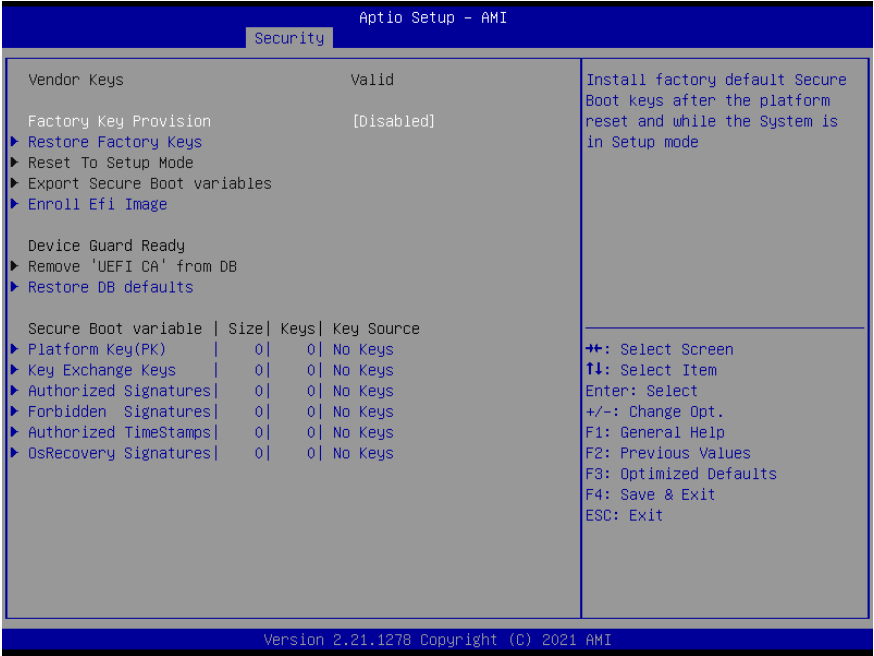 Aptio Setup – AMI
Security
Vendor Keys Valid
Factory Key Provision [Disabled]
Restore Factory Keys
Reset To Setup Mode
Export Secure Boot variables
Enroll Efi Image
Device Guard Ready
Remove 'UEFI CA' from DB
Restore DB defaults
Secure Boot variable | Size| Keys| Key Source
Platform Key(PK) | 0| 0| No Keys
Key Exchange Keys | 0| 0| No Keys
Authorized Signatures| 0| 0| No Keys
Forbidden Signatures| 0| 0| No Keys
Authorized TimeStamps| 0| 0| No Keys
OsRecovery Signatures| 0| 0| No Keys
Install factory default Secure
Boot keys after the platform
reset and while the System is
in Setup mode
→←: Select Screen
↑↓: Select Item
Enter: Select
+/-: Change Opt.
F1: General Help
F2: Previous Values
F3: Optimized Defaults
F4: Save & Exit
ESC: Exit
Version 2.21.1278 Copyright (C) 2021 AMI